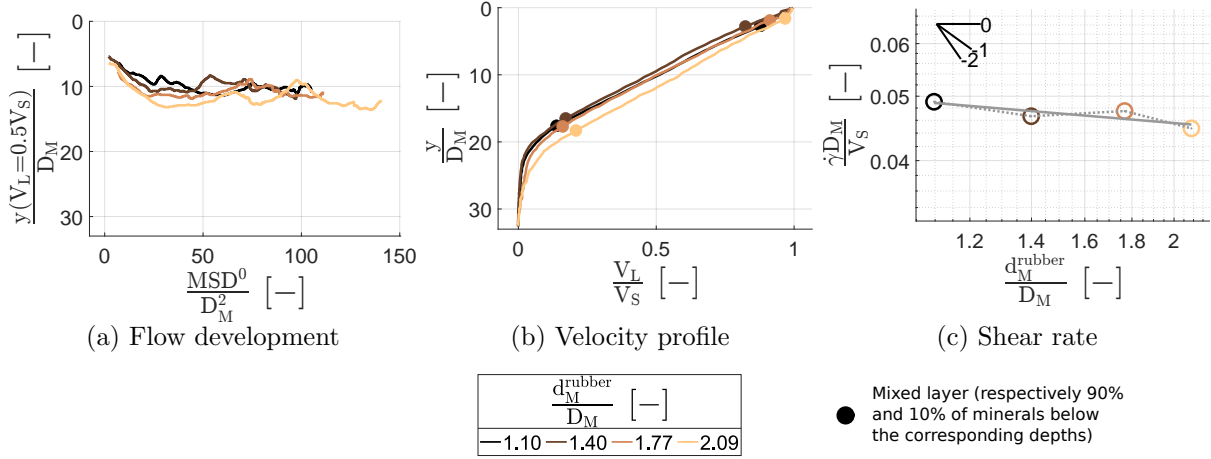 0
10
20
30
0
50
100
150
y(V_L=0.5V_S)
D_M
[−]
MSD^0
D_M^2
[−]
(a) Flow development
0
10
20
30
0
0.5
1
y
D_M
[−]
V_L
V_S
[−]
(b) Velocity profile
0.06
0.05
0.04
0
-1
-2
1.2
1.4
1.6
1.8
2
γ̇D_M
V_S
[−]
d_M^rubber
D_M
[−]
(c) Shear rate
d_M^rubber
D_M
[−]
1.10 1.40 1.77 2.09
Mixed layer (respectively 90%
and 10% of minerals below
the corresponding depths)